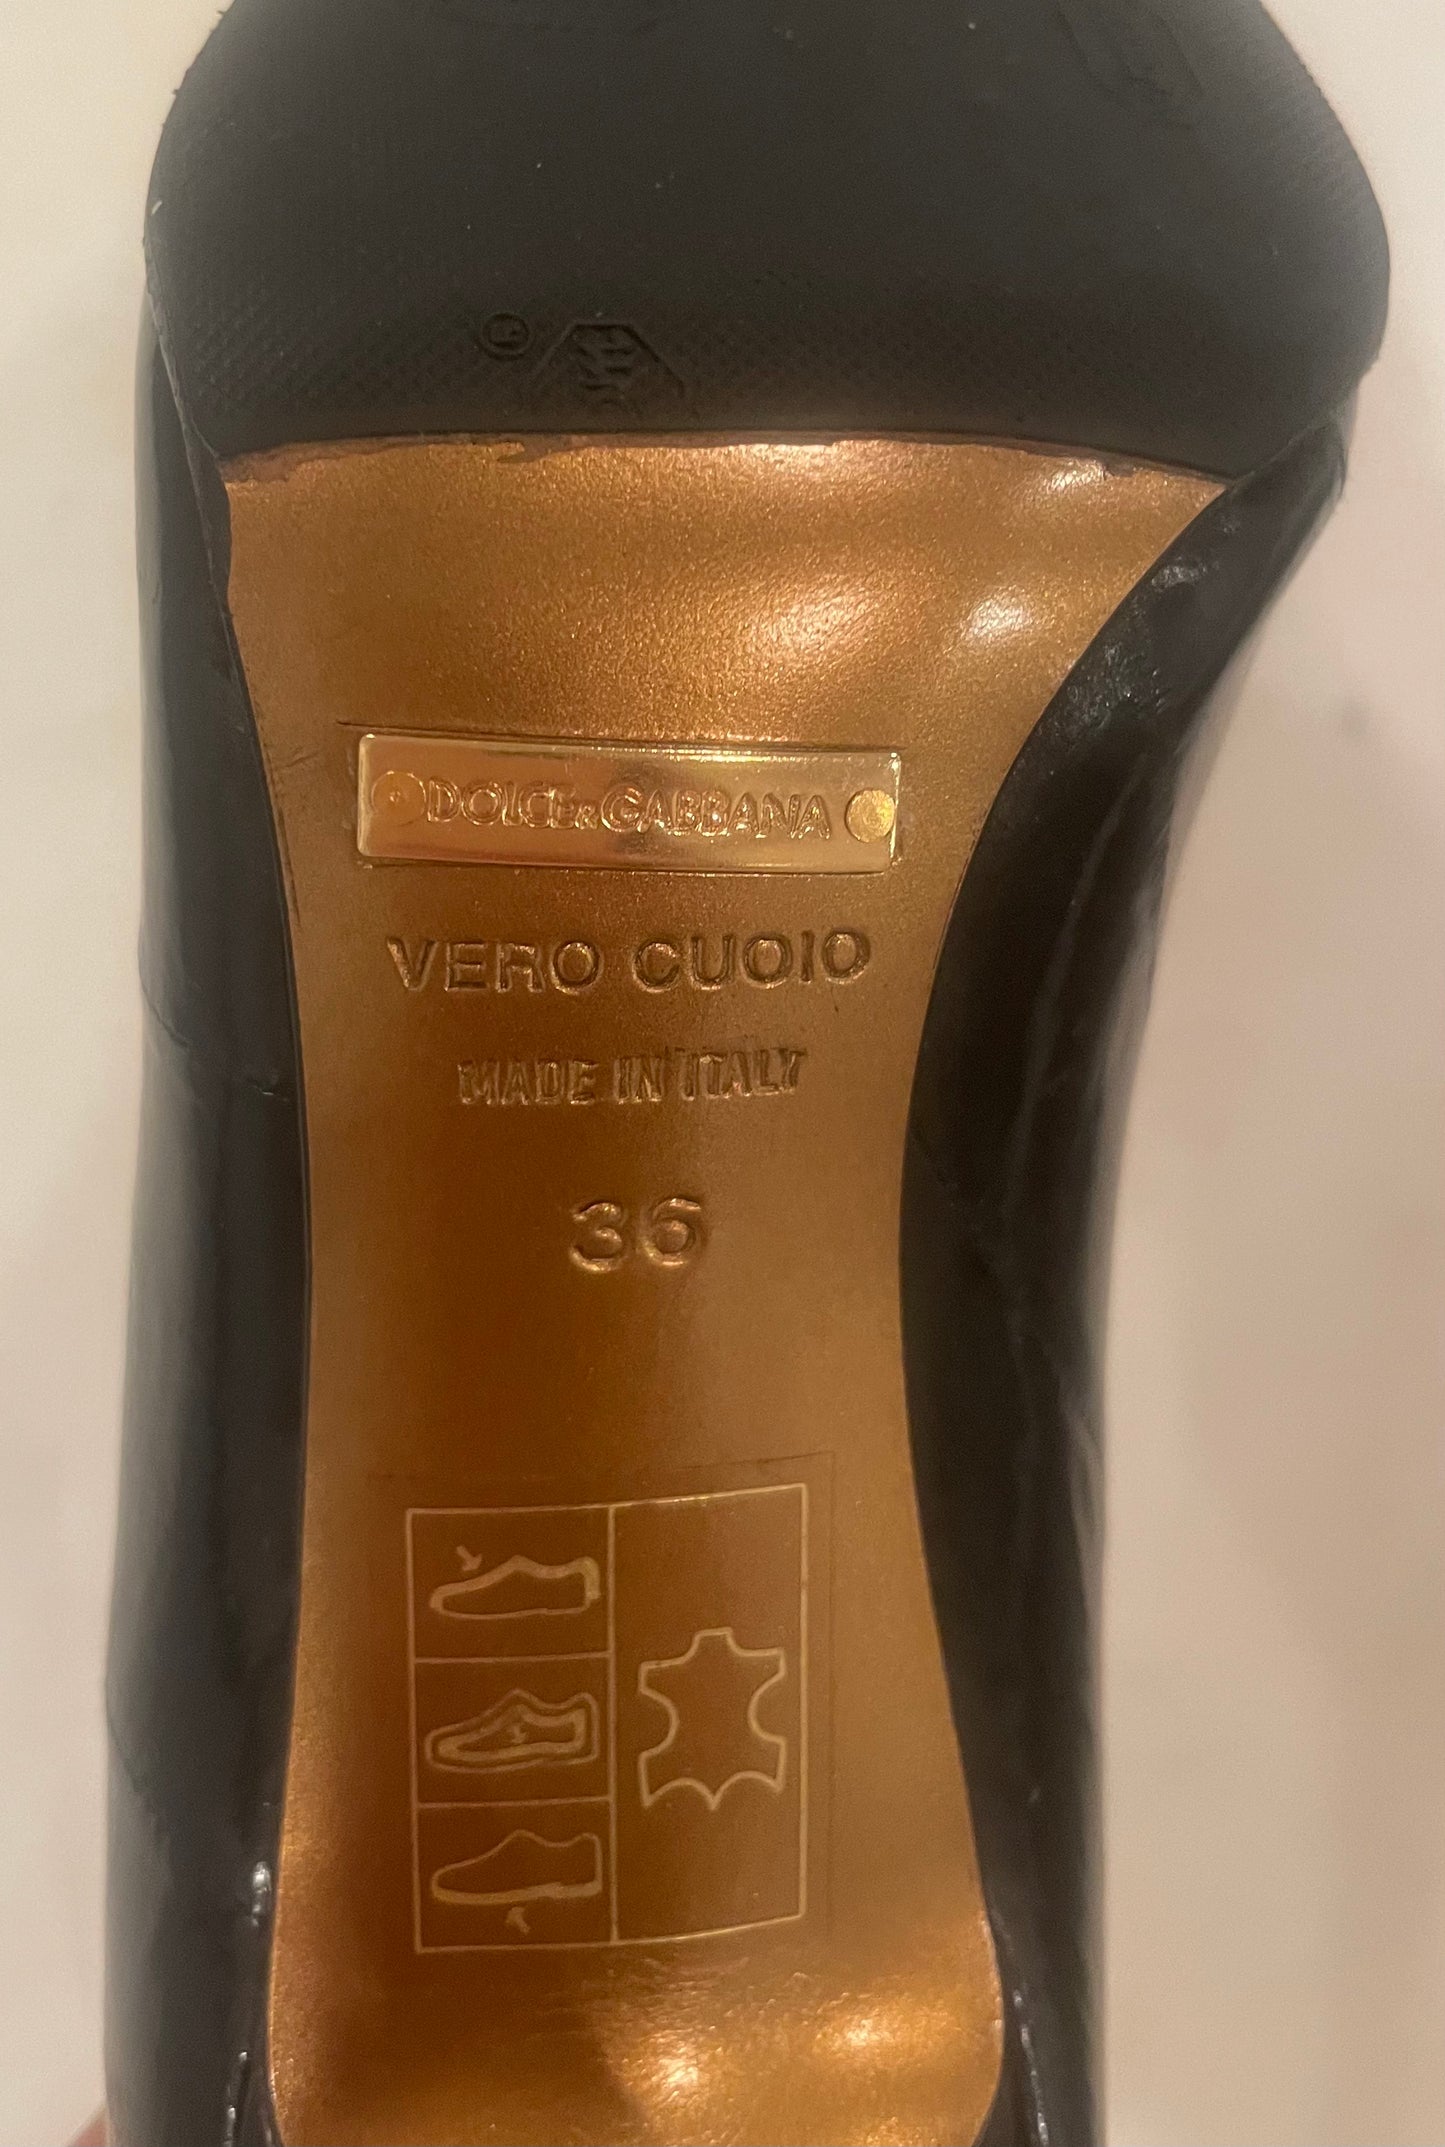 DOLCE&GABBANA
VERO CUOIO
MADE IN ITALY
36